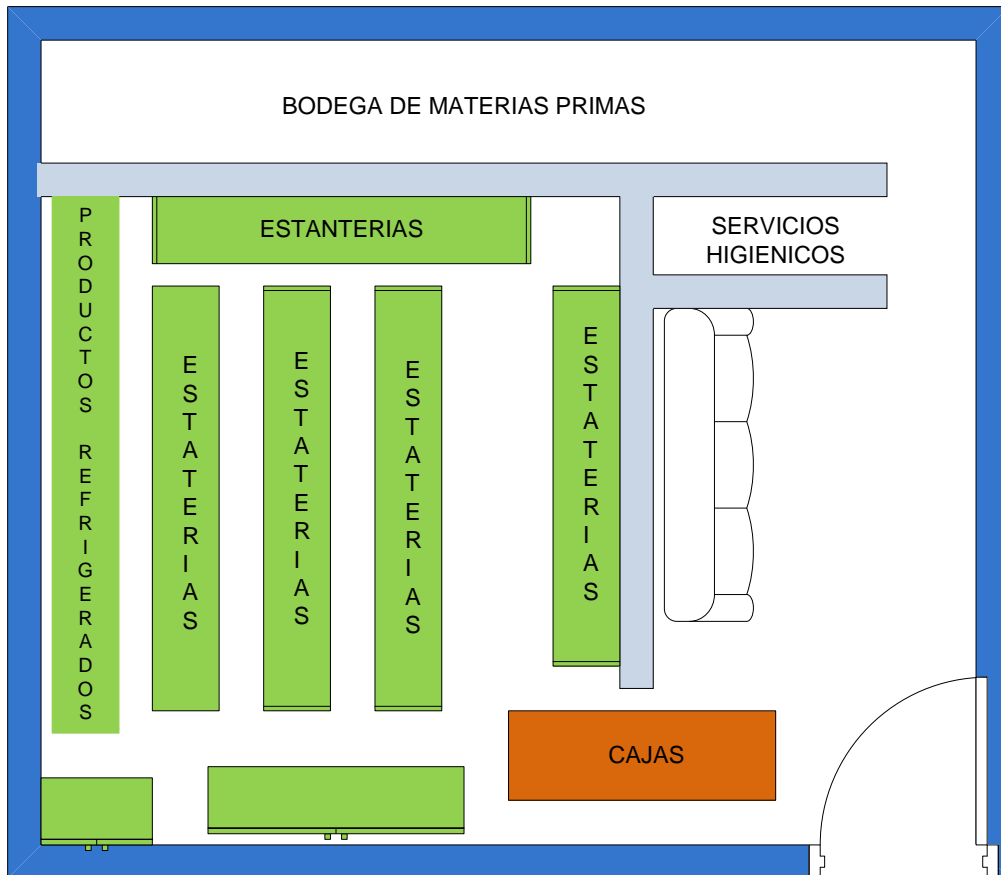 BODEGA DE MATERIAS PRIMAS
ESTANTERIAS
SERVICIOS
HIGIENICOS
PRODUCTOS REFRIGERADOS
ESTATERIAS
ESTATERIAS
ESTATERIAS
ESTATERIAS
CAJAS